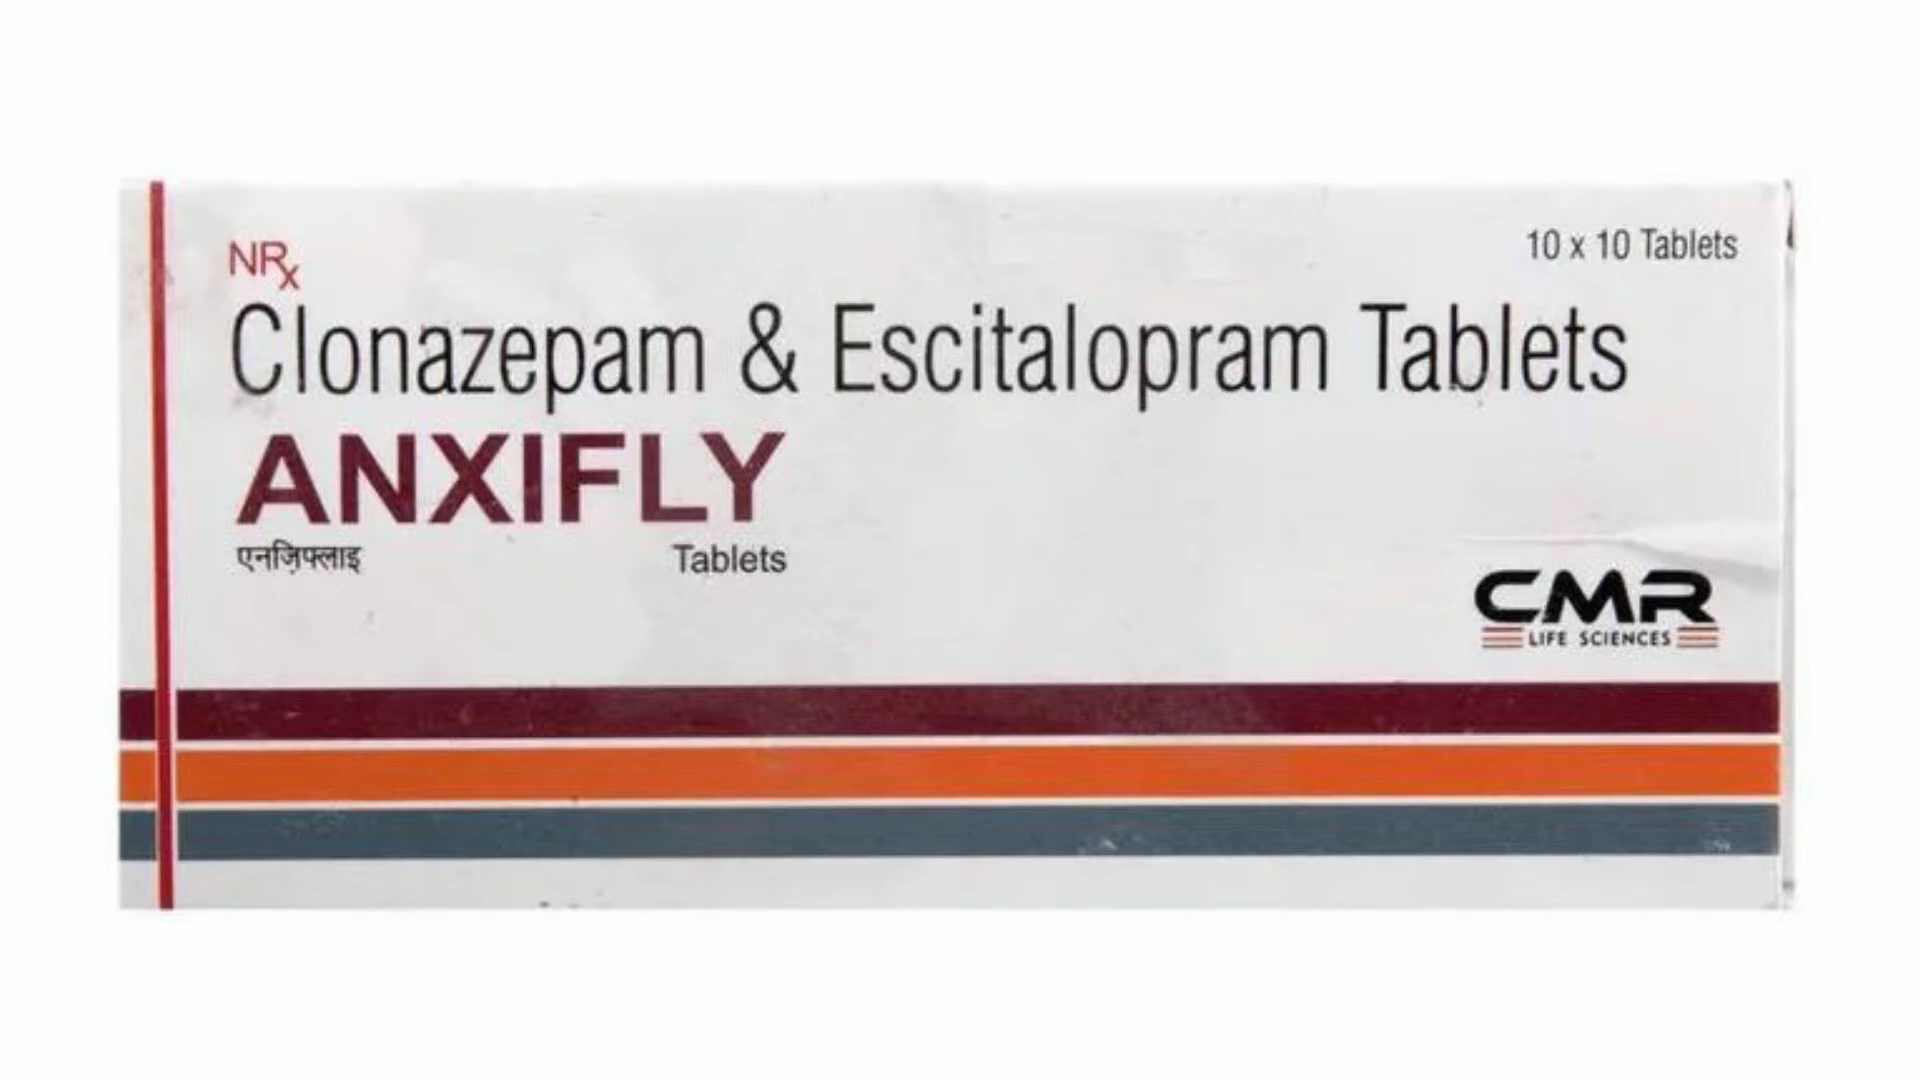 NRx
10 x 10 Tablets
Clonazepam & Escitalopram Tablets
ANXIFLY
एनज़िफ्लाइ
Tablets
CMR
LIFE SCIENCES